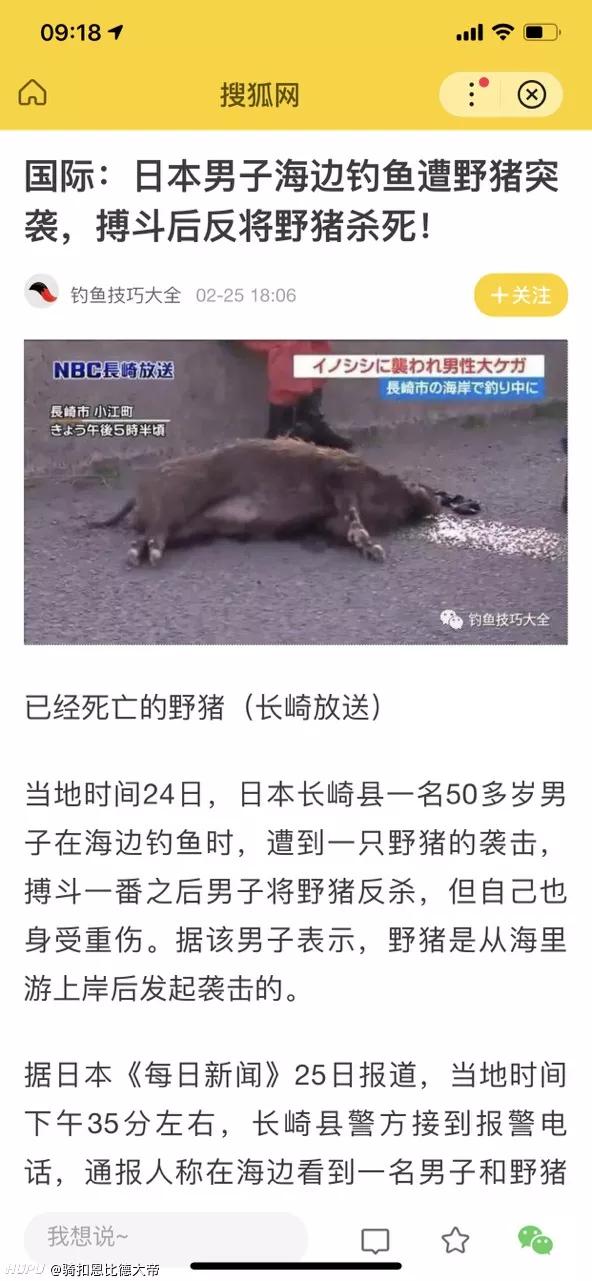 09:18
搜狐网
国际：日本男子海边钓鱼遭野猪突
袭，搏斗后反将野猪杀死！
钓鱼技巧大全 02-25 18:06
＋关注
NBC長崎放送
イノシシに襲われ男性大ケガ
長崎市の海岸で釣り中に
長崎市 小江町
きょう午後5時半頃
钓鱼技巧大全
已经死亡的野猪（长崎放送）
当地时间24日，日本长崎县一名50多岁男
子在海边钓鱼时，遭到一只野猪的袭击，
搏斗一番之后男子将野猪反杀，但自己也
身受重伤。据该男子表示，野猪是从海里
游上岸后发起袭击的。
据日本《每日新闻》25日报道，当地时间
下午35分左右，长崎县警方接到报警电
话，通报人称在海边看到一名男子和野猪
我想说~
HUPU @骑扣恩比德大帝